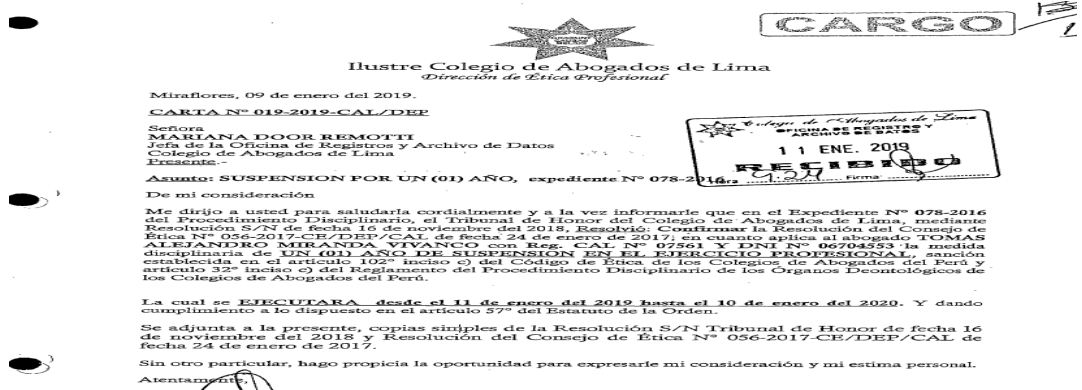 CARGO
Ilustre Colegio de Abogados de Lima
Dirección de Ética Profesional
Miraflores, 09 de enero del 2019.
CARTA N° 019-2019-CAL/DEP
Señora
MARIANA DOOR REMOTTI
Jefa de la Oficina de Registros y Archivo de Datos
Colegio de Abogados de Lima
Presente.-
Colegio de Abogados de Lima
OFICINA DE REGISTRO Y
ARCHIVO DE DATOS
11 ENE. 2019
RECIBIDO
Hora 9:24 Firma
Asunto: SUSPENSION POR UN (01) AÑO, expediente N° 078-2016
De mi consideración
Me dirijo a usted para saludarla cordialmente y a la vez informarle que en el Expediente N° 078-2016
del Procedimiento Disciplinario, el Tribunal de Honor del Colegio de Abogados de Lima, mediante
Resolución S/N de fecha 16 de noviembre del 2018, Resolvió: Confirmar la Resolución del Consejo de
Ética N° 056-2017-CE/DEP/CAL de fecha 24 de enero de 2017; en cuanto aplica al abogado TOMAS
ALEJANDRO MIRANDA VIVANCO con Reg. CAL N° 07561 Y DNI N° 06704553 la medida
disciplinaria de UN (01) AÑO DE SUSPENSIÓN EN EL EJERCICIO PROFESIONAL, sanción
establecida en el artículo 102° inciso c) del Código de Ética de los Colegios de Abogados del Perú y
artículo 32° inciso c) del Reglamento del Procedimiento Disciplinario de los Órganos Deontológicos de
los Colegios de Abogados del Perú.
La cual se EJECUTARA desde el 11 de enero del 2019 hasta el 10 de enero del 2020. Y dando
cumplimiento a lo dispuesto en el artículo 57° del Estatuto de la Orden.
Se adjunta a la presente, copias simples de la Resolución S/N Tribunal de Honor de fecha 16
de noviembre del 2018 y Resolución del Consejo de Ética N° 056-2017-CE/DEP/CAL de
fecha 24 de enero de 2017.
Sin otro particular, hago propicia la oportunidad para expresarle mi consideración y mi estima personal.
Atentamente,